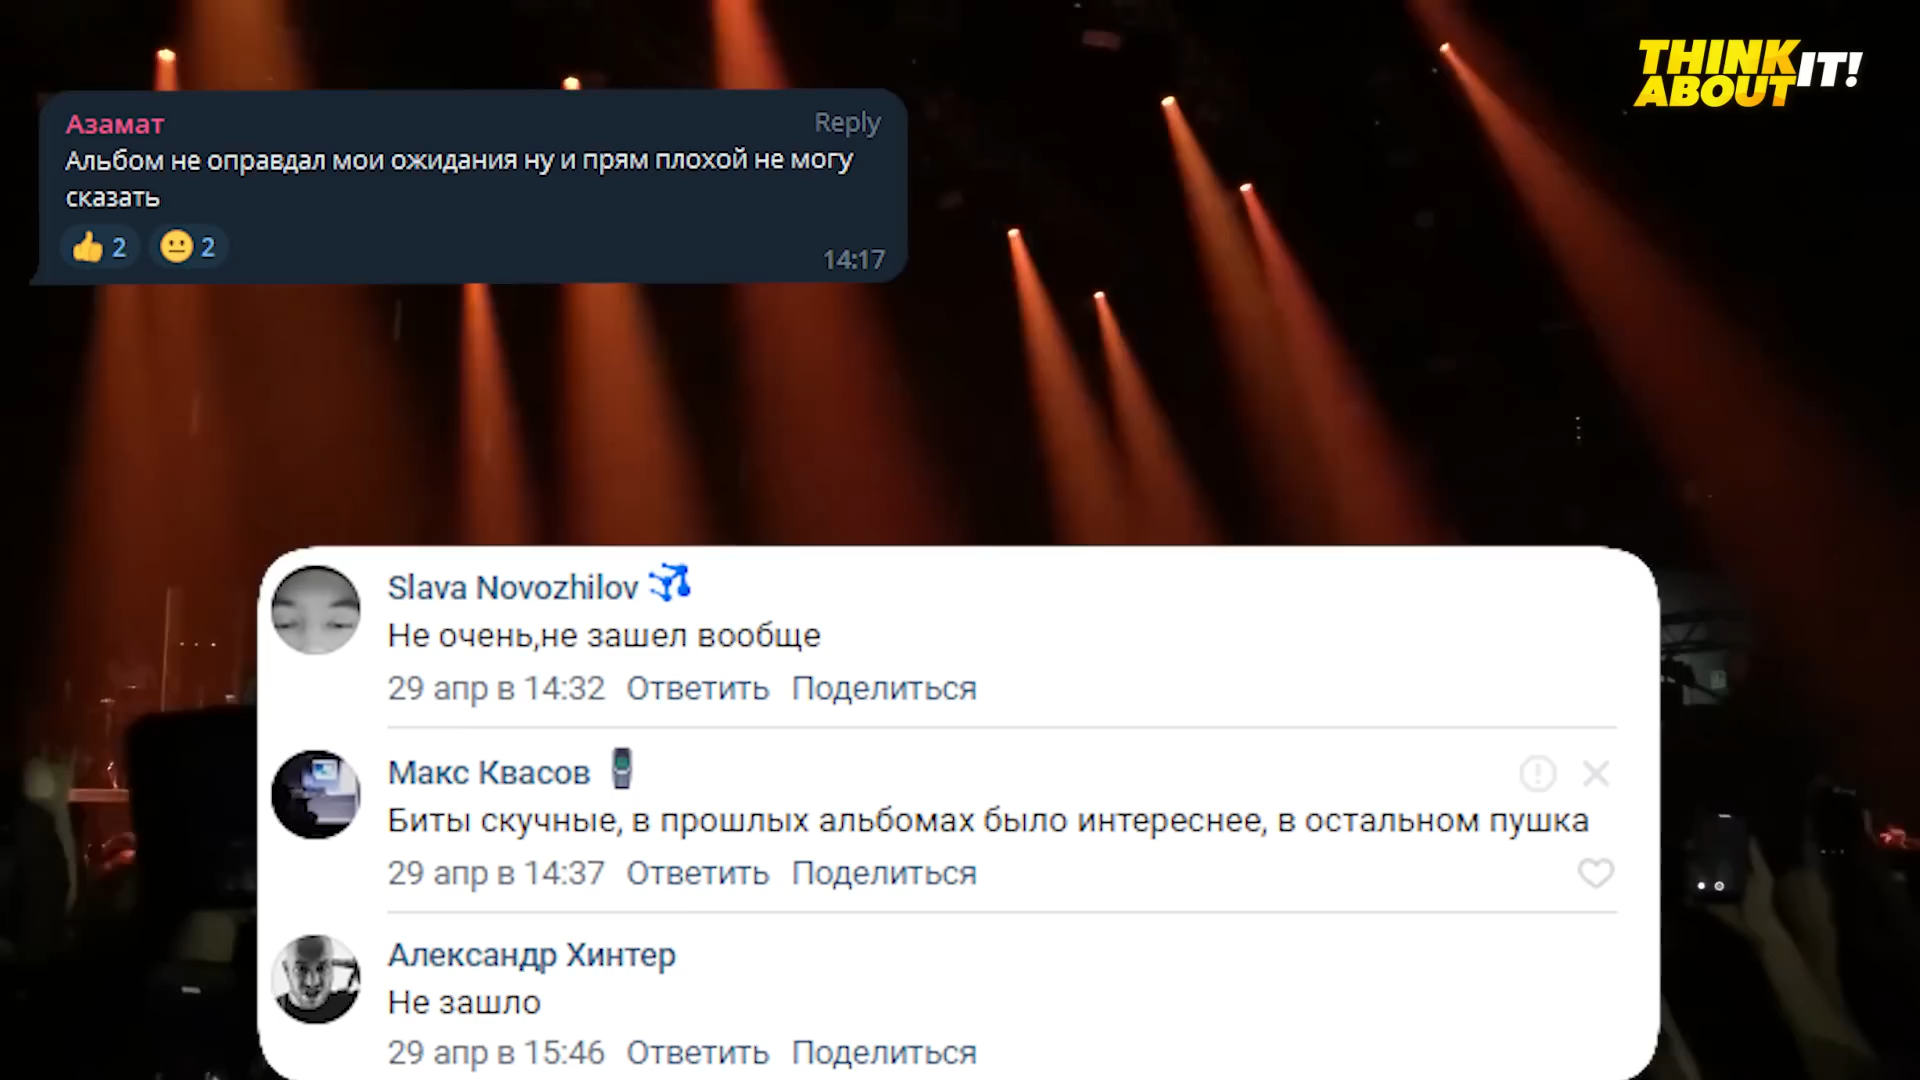 THINK
ABOUT IT!
Азамат
Reply
Альбом не оправдал мои ожидания ну и прям плохой не могу
сказать
2 2
14:17
Slava Novozhilov
Не очень,не зашел вообще
29 апр в 14:32 Ответить Поделиться
Макс Квасов
Биты скучные, в прошлых альбомах было интереснее, в остальном пушка
29 апр в 14:37 Ответить Поделиться
Александр Хинтер
Не зашло
29 апр в 15:46 Ответить Поделиться